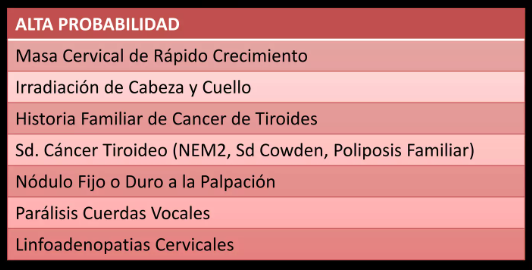 ALTA PROBABILIDAD
Masa Cervical de Rápido Crecimiento
Irradiación de Cabeza y Cuello
Historia Familiar de Cancer de Tiroides
Sd. Cáncer Tiroideo (NEM2, Sd Cowden, Poliposis Familiar)
Nódulo Fijo o Duro a la Palpación
Parálisis Cuerdas Vocales
Linfoadenopatias Cervicales